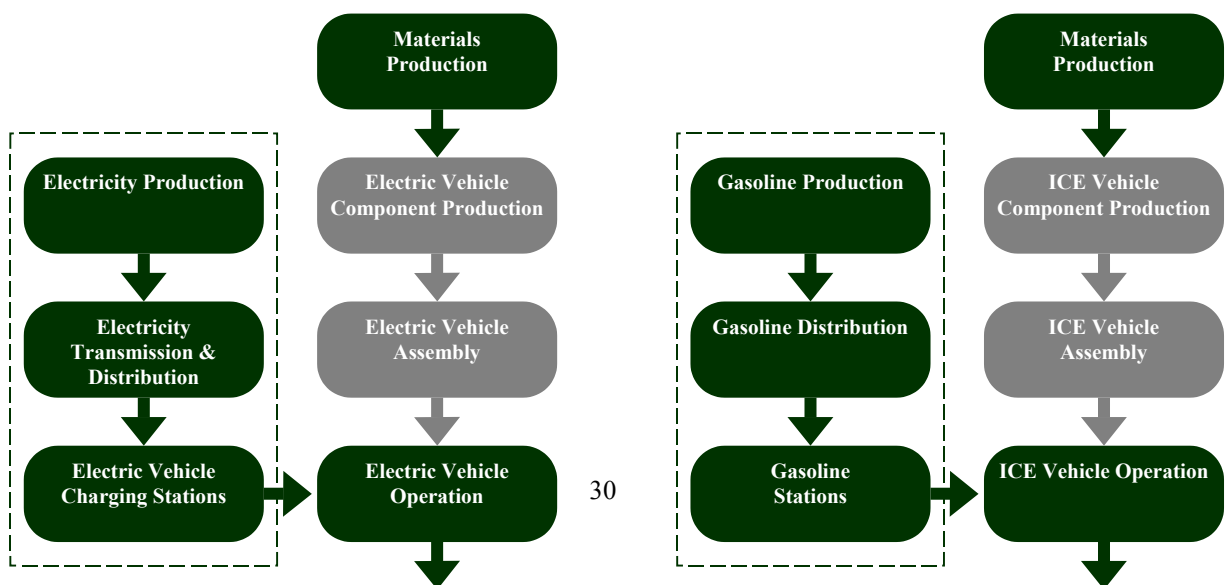 Materials
Production
Electricity Production
Electric Vehicle
Component Production
Electricity
Transmission &
Distribution
Electric Vehicle
Assembly
Electric Vehicle
Charging Stations
Electric Vehicle
Operation
30
Materials
Production
Gasoline Production
ICE Vehicle
Component Production
Gasoline Distribution
ICE Vehicle
Assembly
Gasoline
Stations
ICE Vehicle Operation